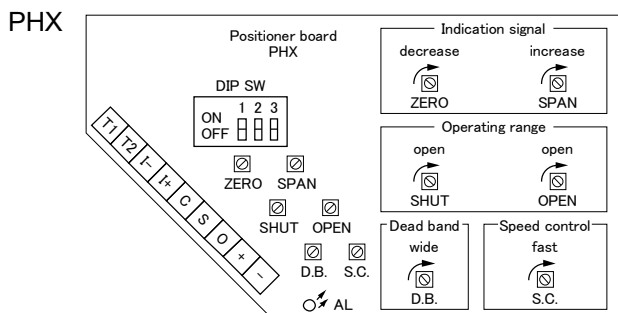 PHX
Positioner board
PHX
DIP SW
1 2 3
ON
OFF
T1 T2 I- I+ C S O + -
ZERO SPAN
SHUT OPEN
D.B. S.C.
AL
Indication signal
decrease increase
ZERO SPAN
Operating range
open open
SHUT OPEN
Dead band
wide
D.B.
Speed control
fast
S.C.